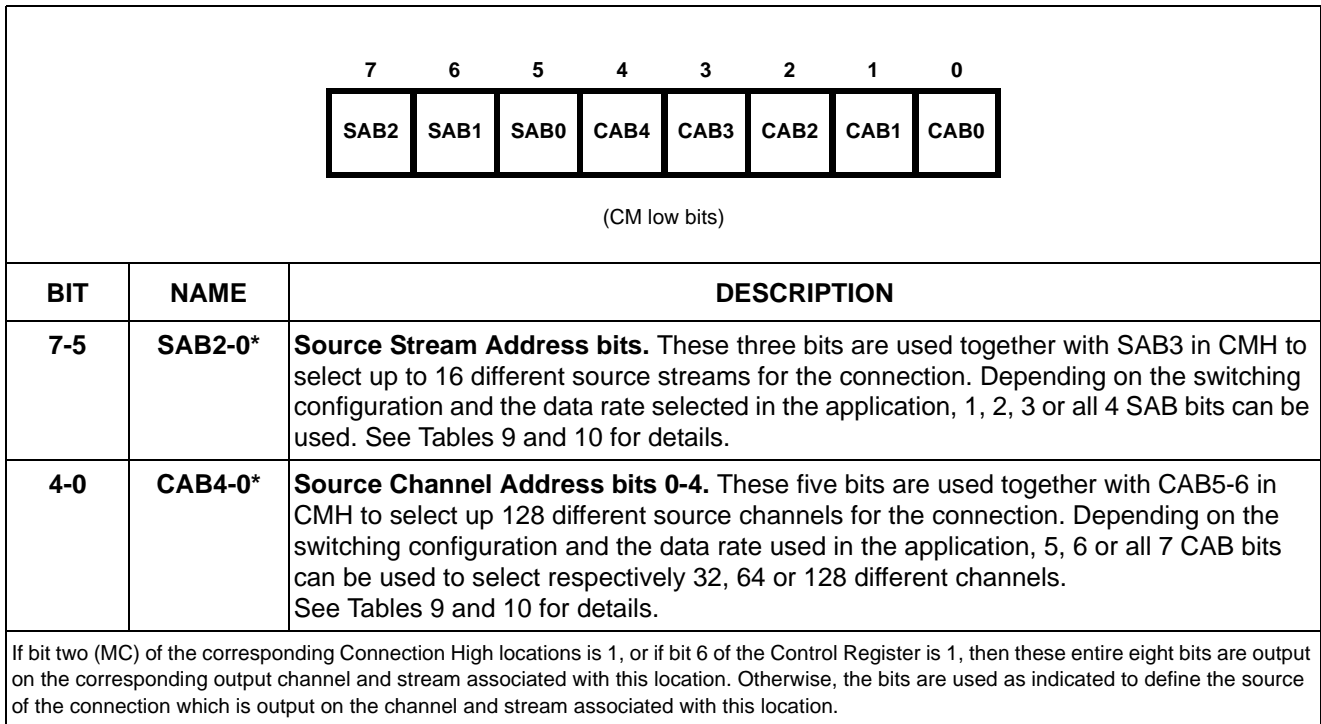 7 6 5 4 3 2 1 0
SAB2 SAB1 SAB0 CAB4 CAB3 CAB2 CAB1 CAB0
(CM low bits)
BIT NAME DESCRIPTION
7-5 SAB2-0* Source Stream Address bits. These three bits are used together with SAB3 in CMH to
select up to 16 different source streams for the connection. Depending on the switching
configuration and the data rate selected in the application, 1, 2, 3 or all 4 SAB bits can be
used. See Tables 9 and 10 for details.
4-0 CAB4-0* Source Channel Address bits 0-4. These five bits are used together with CAB5-6 in
CMH to select up 128 different source channels for the connection. Depending on the
switching configuration and the data rate used in the application, 5, 6 or all 7 CAB bits
can be used to select respectively 32, 64 or 128 different channels.
See Tables 9 and 10 for details.
If bit two (MC) of the corresponding Connection High locations is 1, or if bit 6 of the Control Register is 1, then these entire eight bits are output
on the corresponding output channel and stream associated with this location. Otherwise, the bits are used as indicated to define the source
of the connection which is output on the channel and stream associated with this location.